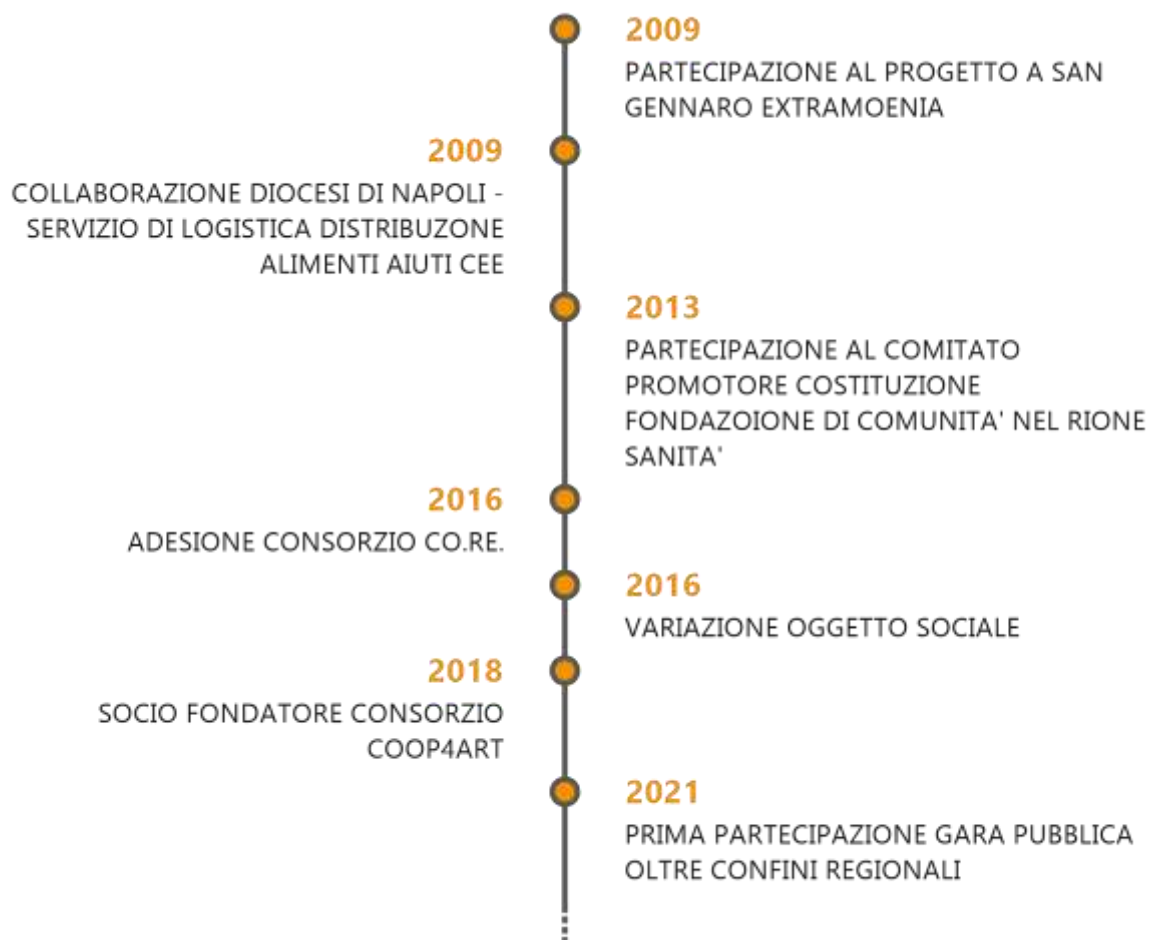 2009
PARTECIPAZIONE AL PROGETTO A SAN
GENNARO EXTRAMOENIA
2009
COLLABORAZIONE DIOCESI DI NAPOLI -
SERVIZIO DI LOGISTICA DISTRIBUZONE
ALIMENTI AIUTI CEE
2013
PARTECIPAZIONE AL COMITATO
PROMOTORE COSTITUZIONE
FONDAZOIONE DI COMUNITA' NEL RIONE
SANITA'
2016
ADESIONE CONSORZIO CO.RE.
2016
VARIAZIONE OGGETTO SOCIALE
2018
SOCIO FONDATORE CONSORZIO
COOP4ART
2021
PRIMA PARTECIPAZIONE GARA PUBBLICA
OLTRE CONFINI REGIONALI